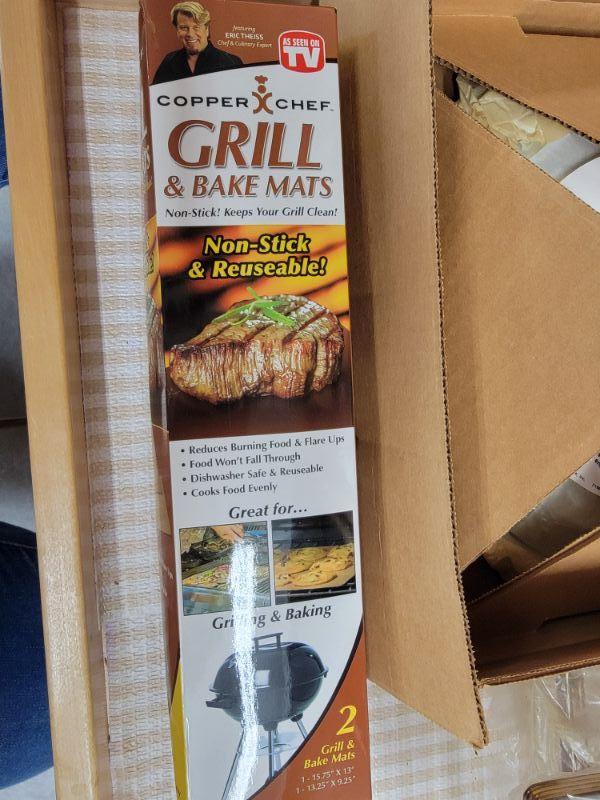 featuring
ERIC THEISS
Chef & Culinary Expert
AS SEEN ON
TV
COPPER CHEF™
GRILL
& BAKE MATS
Non-Stick! Keeps Your Grill Clean!
Non-Stick
& Reuseable!
• Reduces Burning Food & Flare Ups
• Food Won't Fall Through
• Dishwasher Safe & Reuseable
• Cooks Food Evenly
Great for...
Grilling & Baking
2
Grill &
Bake Mats
1 - 15.75" X 13"
1 - 13.25" X 9.25"